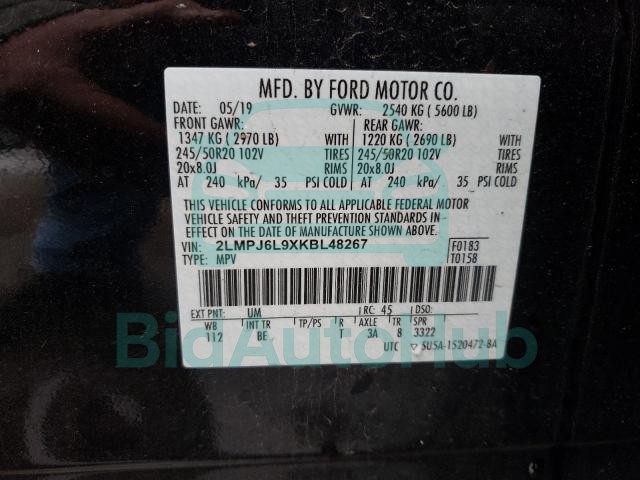 MFD. BY FORD MOTOR CO.
DATE: 05/19 GVWR: 2540 KG ( 5600 LB)
FRONT GAWR: REAR GAWR:
1347 KG ( 2970 LB) WITH 1220 KG ( 2690 LB) WITH
245/50R20 102V TIRES 245/50R20 102V TIRES
20x8.0J RIMS 20x8.0J RIMS
AT 240 kPa/ 35 PSI COLD AT 240 kPa/ 35 PSI COLD
THIS VEHICLE CONFORMS TO ALL APPLICABLE FEDERAL MOTOR
VEHICLE SAFETY AND THEFT PREVENTION STANDARDS IN
EFFECT ON THE DATE OF MANUFACTURE SHOWN ABOVE.
VIN: 2LMPJ6L9XKBL48267 F0183
TYPE: MPV T0158
EXT PNT: UM RC: 45 DSO:
WB INT TR TP/PS R AXLE TR SPR
112 BE T 3A 8 3322
UTC ▽ 5U5A-1520472-BA
BidAutoHub